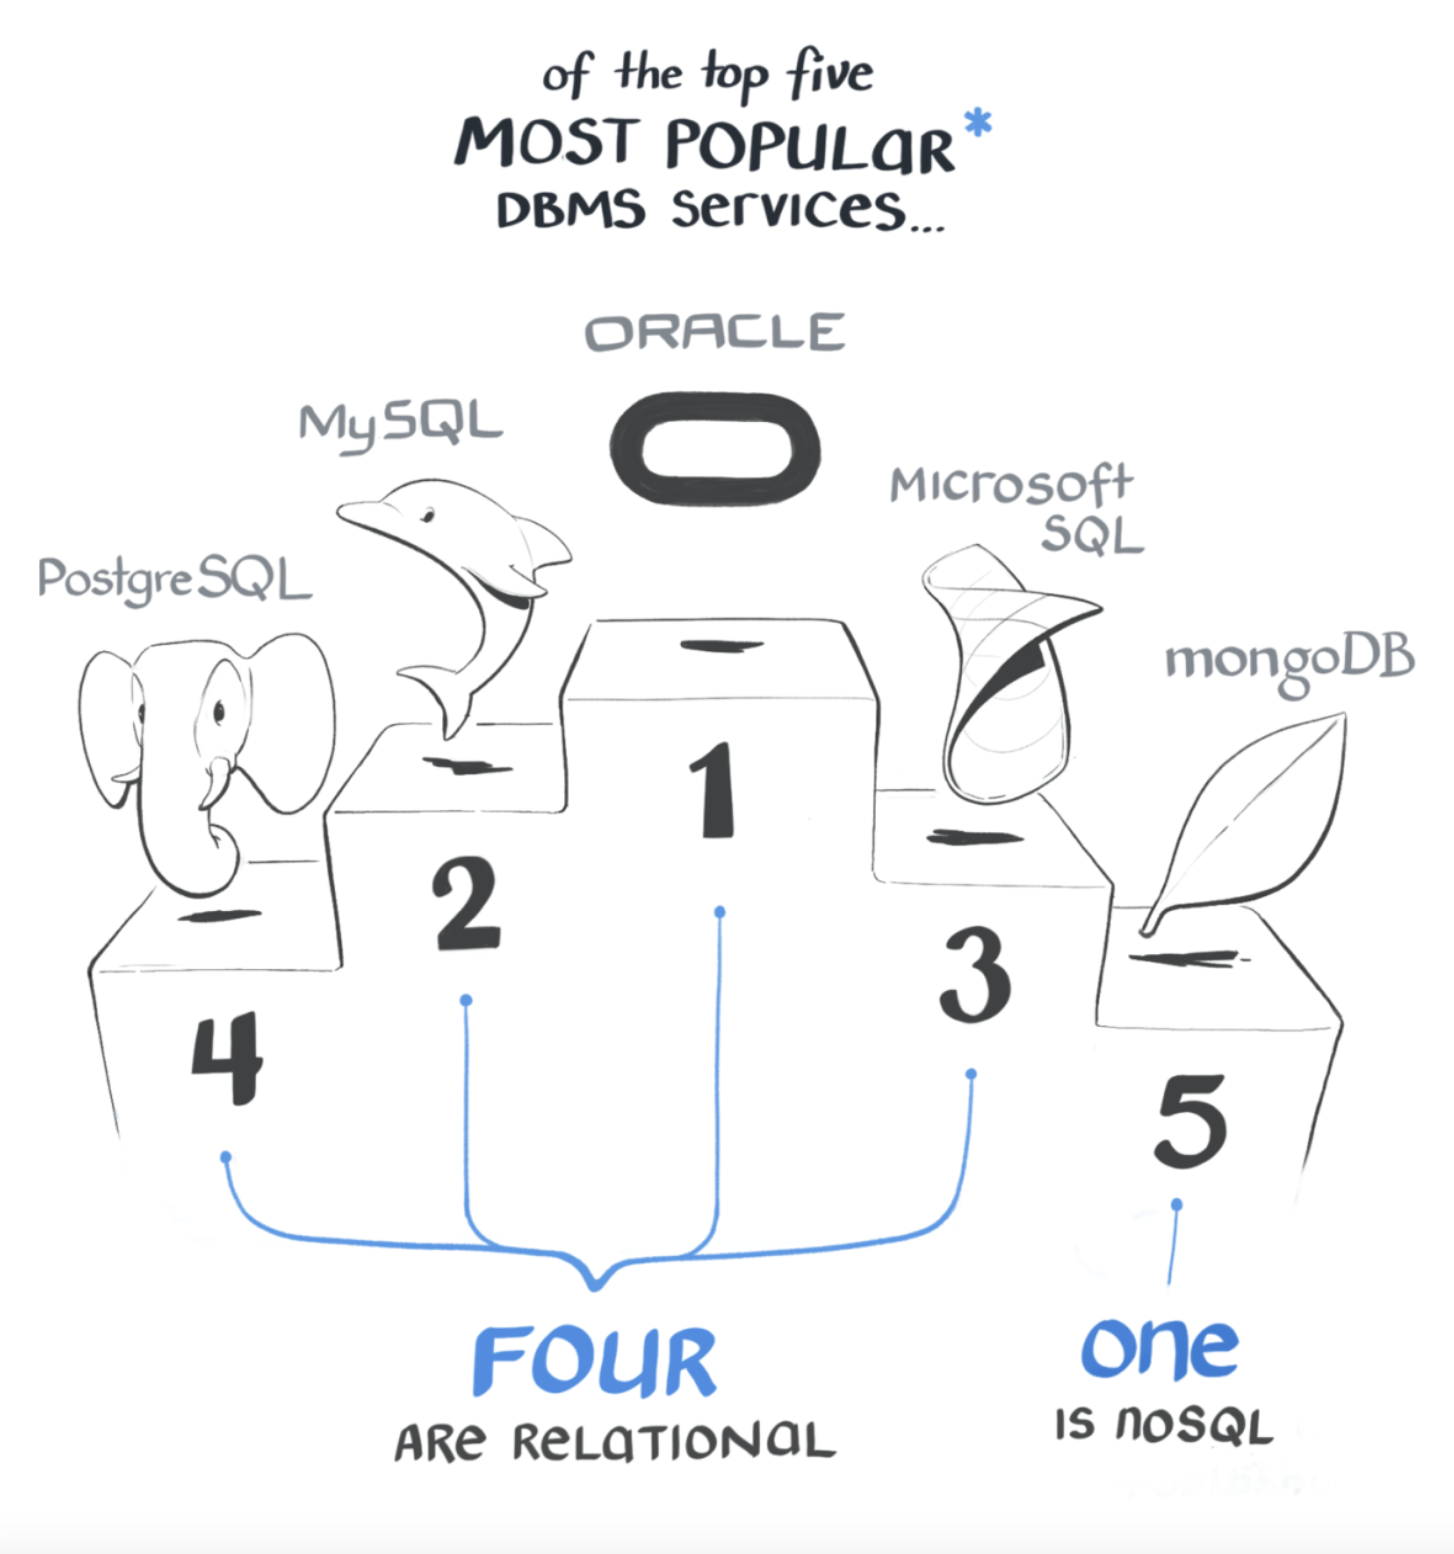 of the top five
MOST POPULAR*
DBMS services...
ORACLE
MySQL
Microsoft
SQL
PostgreSQL
mongoDB
1
2
3
4
5
FOUR
ARE RELATIONAL
one
IS noSQL